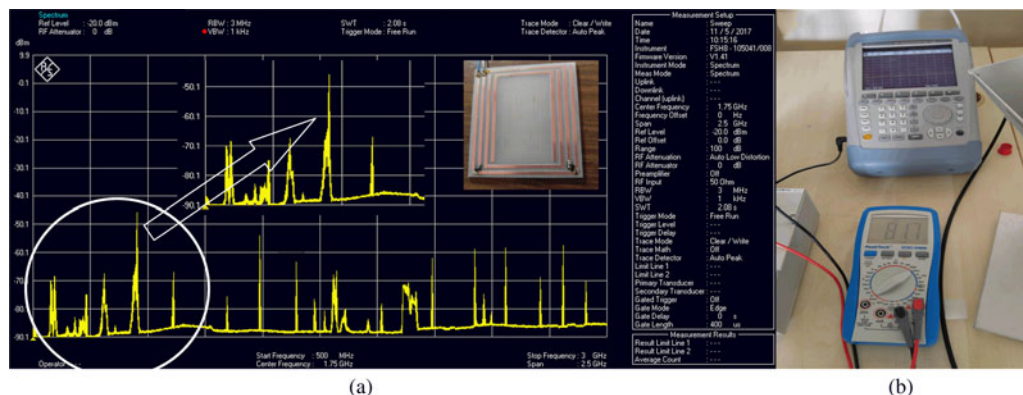 Spectrum
Ref Level : -20.0 dBm
RF Attenuator : 0 dB
RBW : 3 MHz
VBW : 1 kHz
SWT : 2.08 s
Trigger Mode : Free Run
Trace Mode : Clear / Write
Trace Detector : Auto Peak
dBm
9.9
-0.1
-10.1
-20.1
-30.1
-40.1
-50.1
-60.1
-70.1
-80.1
-90.1
-50.1
-60.1
-70.1
-80.1
-90.1
Operator :
Start Frequency : 500 MHz
Center Frequency : 1.75 GHz
Stop Frequency : 3 GHz
Span : 2.5 GHz
Measurement Setup
Name : Sweep
Date : 11 / 5 / 2017
Time : 10:15:16
Instrument : FSH8 - 105041/008
Firmware Version : V1.41
Instrument Mode : Spectrum
Meas Mode : Spectrum
Uplink : ---
Downlink : ---
Channel (uplink) : ---
Center Frequency : 1.75 GHz
Frequency Offset : 0 Hz
Span : 2.5 GHz
Ref Level : -20.0 dBm
Ref Offset : 0.0 dB
Range : 100 dB
RF Attenuation : Auto Low Distortion
RF Attenuator : 0 dB
Preamplifier : Off
RF Input : 50 Ohm
RBW : 3 MHz
VBW : 1 kHz
SWT : 2.08 s
Trigger Mode : Free Run
Trigger Level : ---
Trigger Delay : ---
Trace Mode : Clear / Write
Trace Math : Off
Trace Detector : Auto Peak
Limit Line 1 : ---
Limit Line 2 : ---
Primary Transducer : ---
Secondary Transducer : ---
Gated Trigger : Off
Gate Mode : Edge
Gate Delay : 0 s
Gate Length : 400 us
Measurement Results
Result Limit Line 1 : ---
Result Limit Line 2 : ---
Average Count : ---
817
(a)
(b)